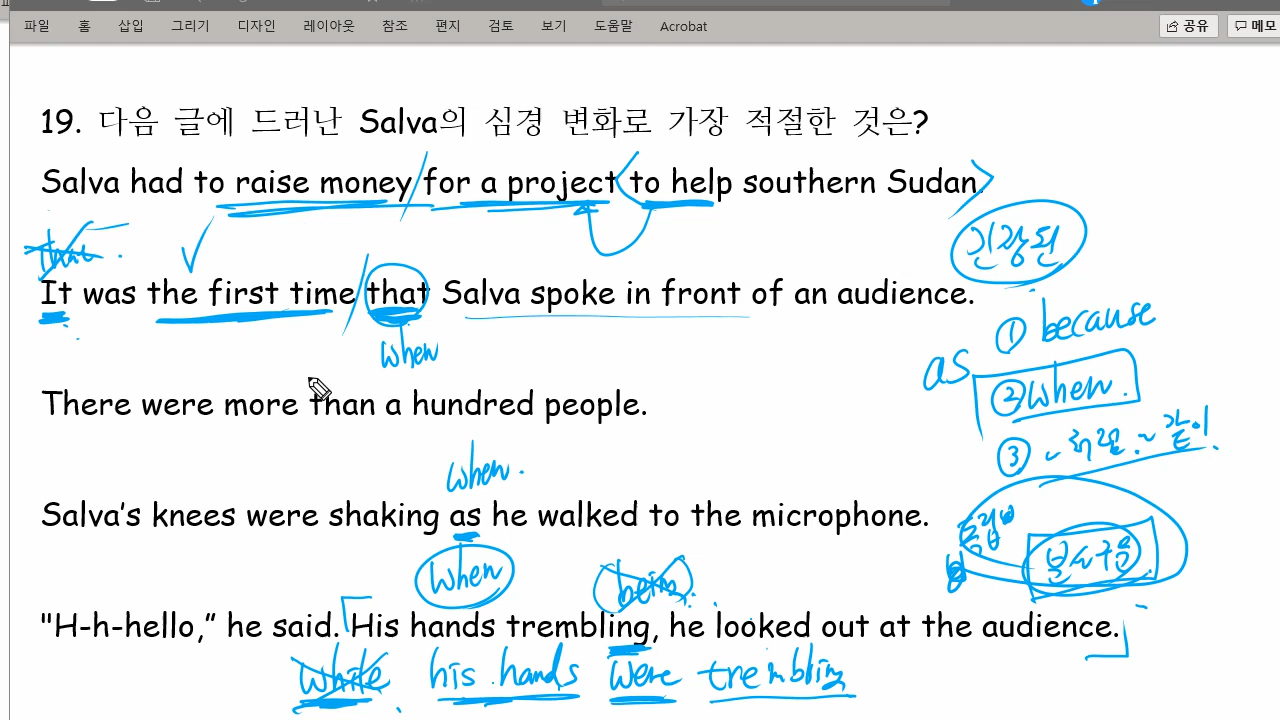 파일 홈 삽입 그리기 디자인 레이아웃 참조 편지 검토 보기 도움말 Acrobat 공유 메모
19. 다음 글에 드러난 Salva의 심경 변화로 가장 적절한 것은?
Salva had to raise money for a project to help southern Sudan.
긴장된
that
It was the first time that Salva spoke in front of an audience.
when
① because
as
② when.
There were more than a hundred people.
③ ~처럼 ~같이
when.
Salva's knees were shaking as he walked to the microphone.
분사구문
when
being
"H-h-hello,” he said. His hands trembling, he looked out at the audience.
while his hands were trembling